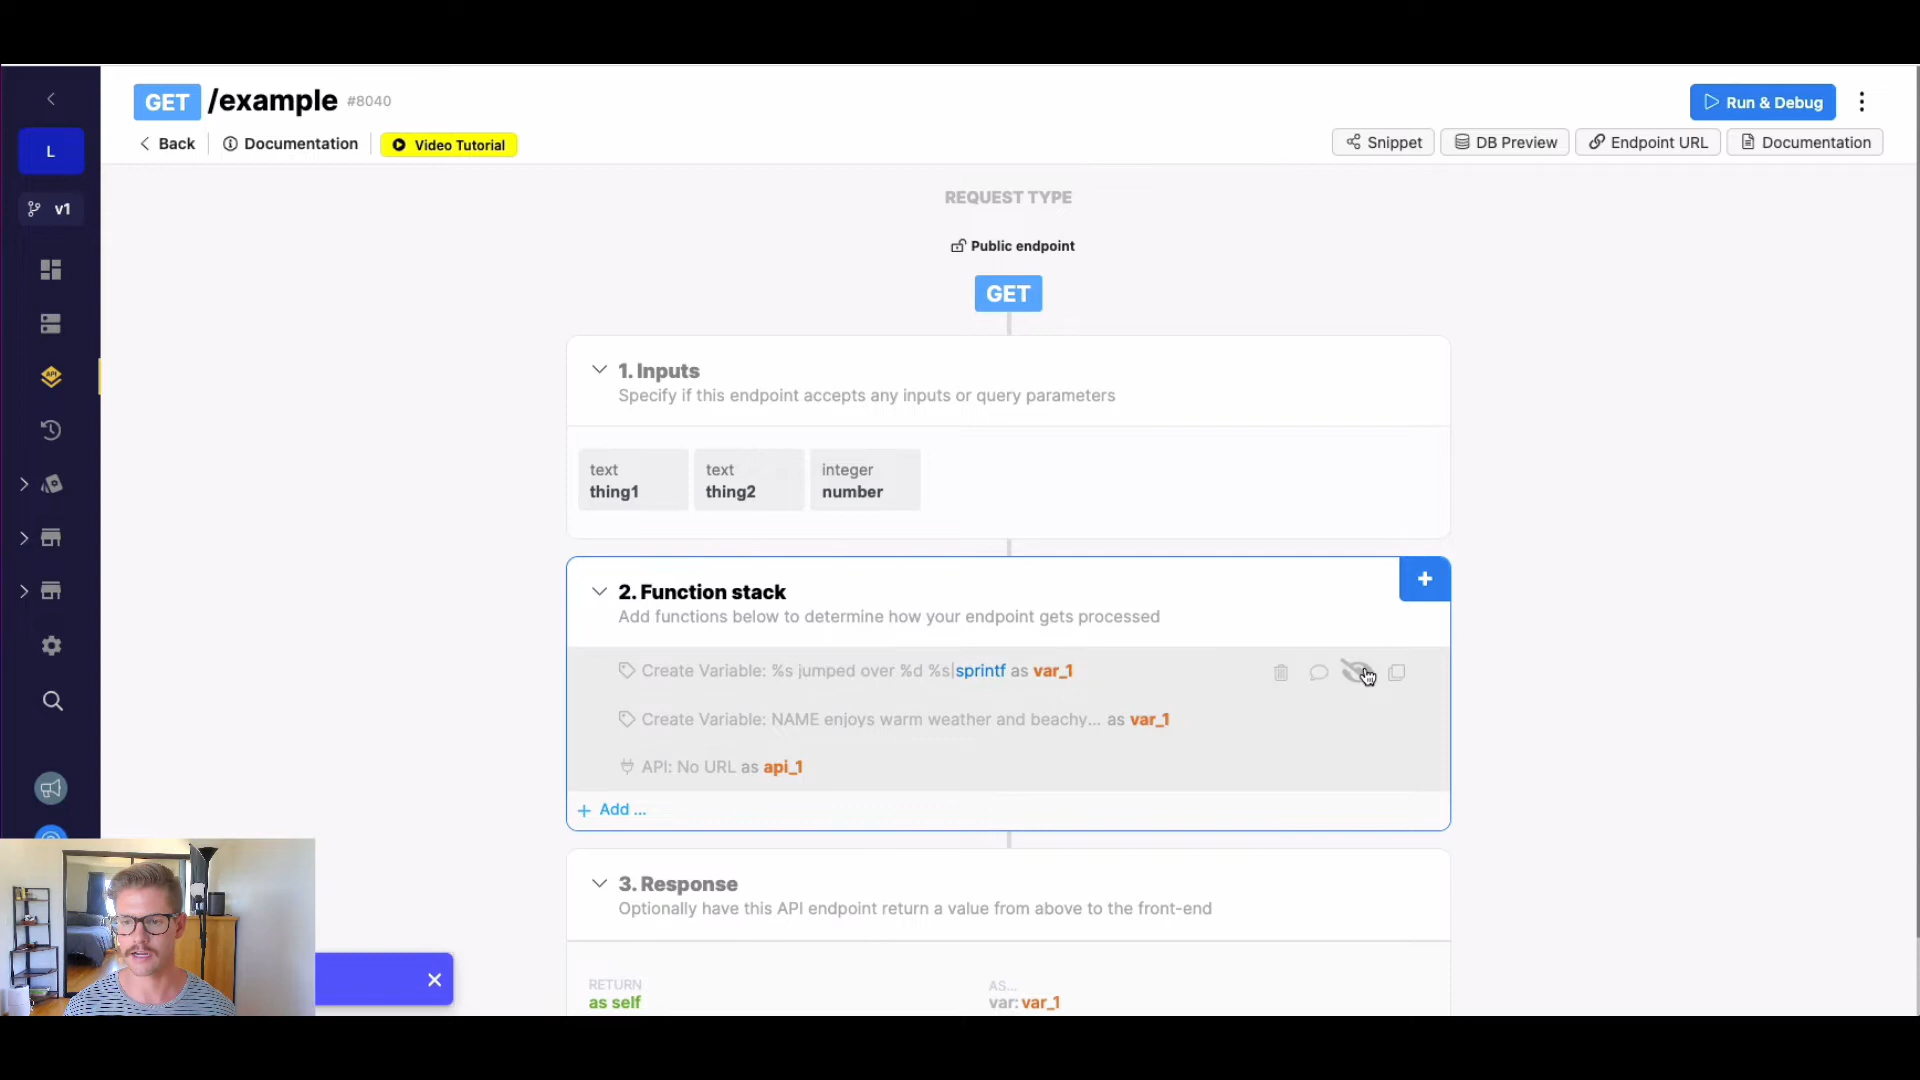 GET /example #8040
Run & Debug
Back
Documentation
Video Tutorial
Snippet
DB Preview
Endpoint URL
Documentation
L
v1
API
REQUEST TYPE
Public endpoint
GET
1. Inputs
Specify if this endpoint accepts any inputs or query parameters
text
thing1
text
thing2
integer
number
2. Function stack
+
Add functions below to determine how your endpoint gets processed
Create Variable: %s jumped over %d %s|sprintf as var_1
Create Variable: NAME enjoys warm weather and beachy... as var_1
API: No URL as api_1
+ Add ...
3. Response
Optionally have this API endpoint return a value from above to the front-end
RETURN
as self
AS...
var: var_1